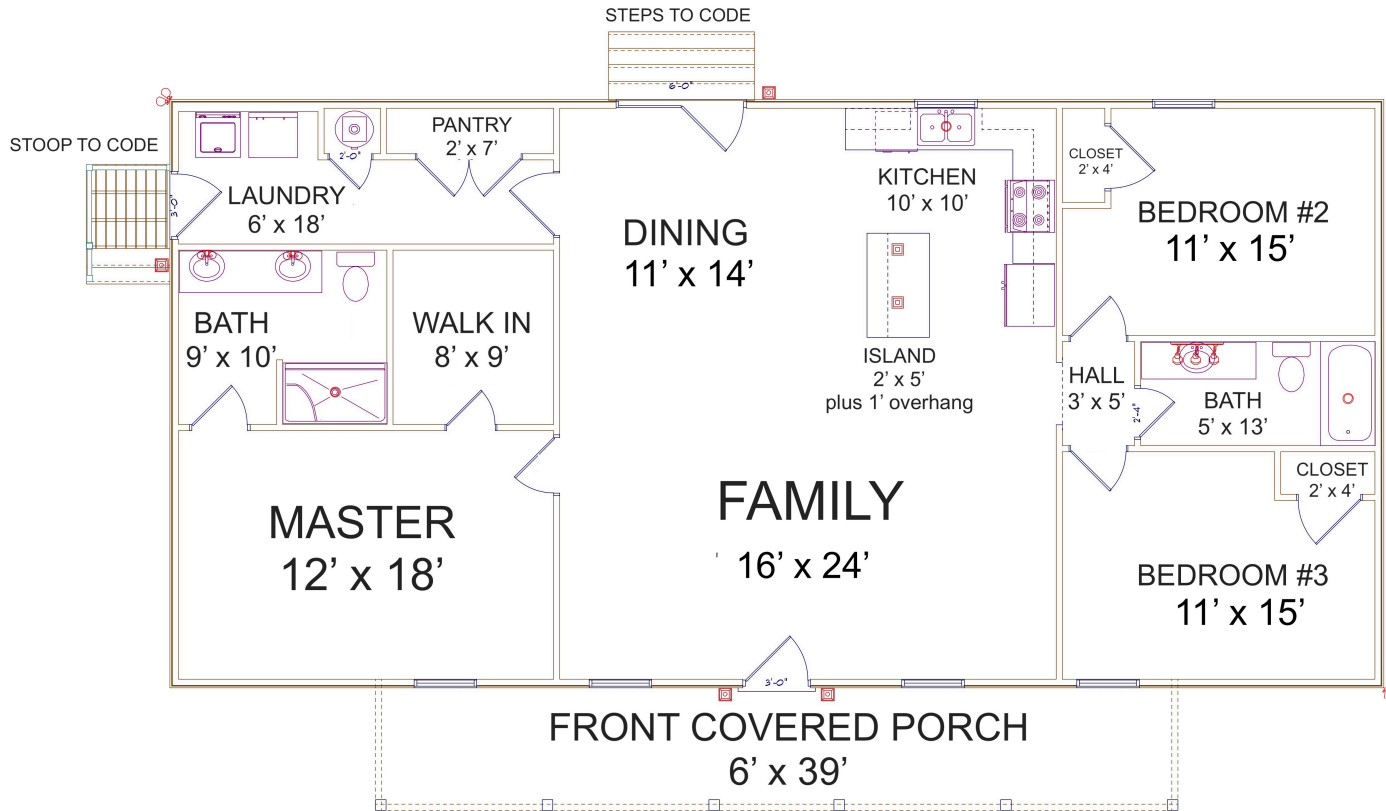 STEPS TO CODE
6'-0"
STOOP TO CODE
3'-0"
LAUNDRY
6’ x 18’
2'-0"
PANTRY
2’ x 7’
DINING
11’ x 14’
KITCHEN
10’ x 10’
CLOSET
2’ x 4’
BEDROOM #2
11’ x 15’
BATH
9’ x 10’
WALK IN
8’ x 9’
ISLAND
2’ x 5’
plus 1’ overhang
HALL
3’ x 5’
2'-4"
BATH
5’ x 13’
MASTER
12’ x 18’
FAMILY
16’ x 24’
CLOSET
2’ x 4’
BEDROOM #3
11’ x 15’
3'-0"
FRONT COVERED PORCH
6’ x 39’